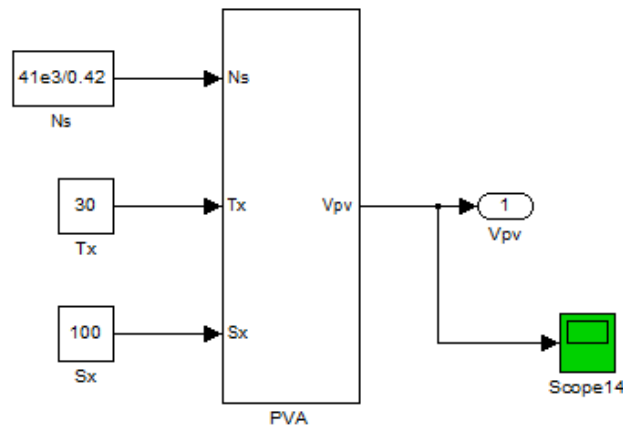 41e3/0.42
Ns
Ns
30
Tx
Tx
Vpv
1
Vpv
100
Sx
Sx
Scope14
PVA